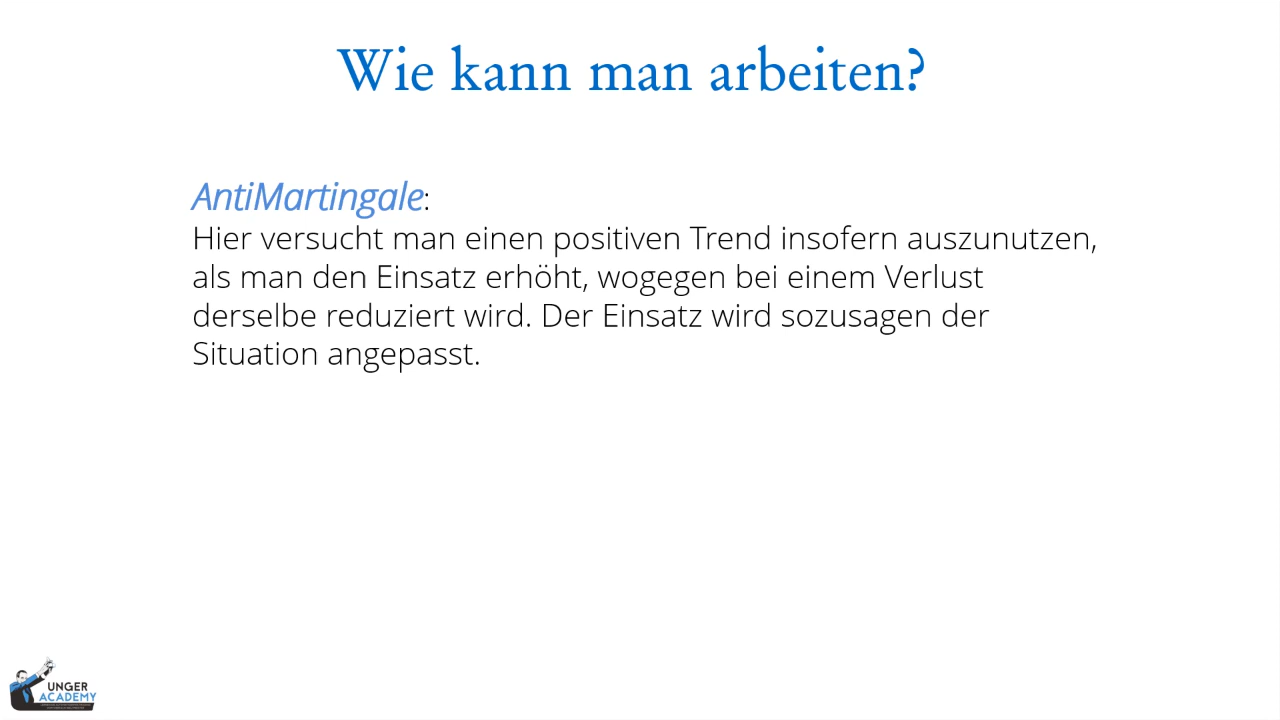 Wie kann man arbeiten?
AntiMartingale:
Hier versucht man einen positiven Trend insofern auszunutzen,
als man den Einsatz erhöht, wogegen bei einem Verlust
derselbe reduziert wird. Der Einsatz wird sozusagen der
Situation angepasst.
UNGER
ACADEMY